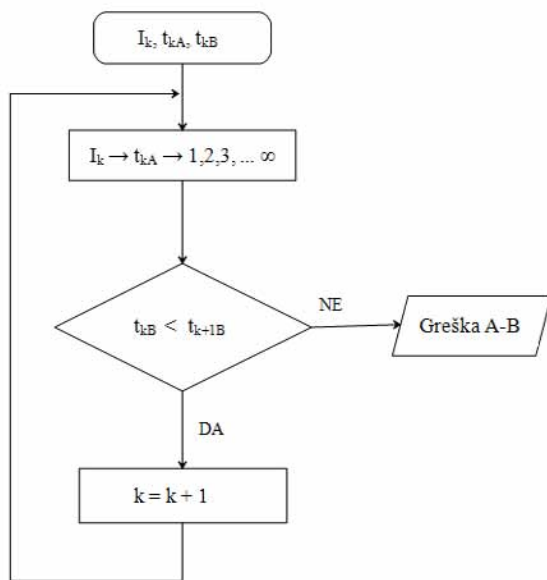 Iₖ, tₖA, tₖB
Iₖ → tₖA → 1,2,3, ... ∞
tₖB < tₖ₊₁B
NE
Greška A-B
DA
k = k + 1